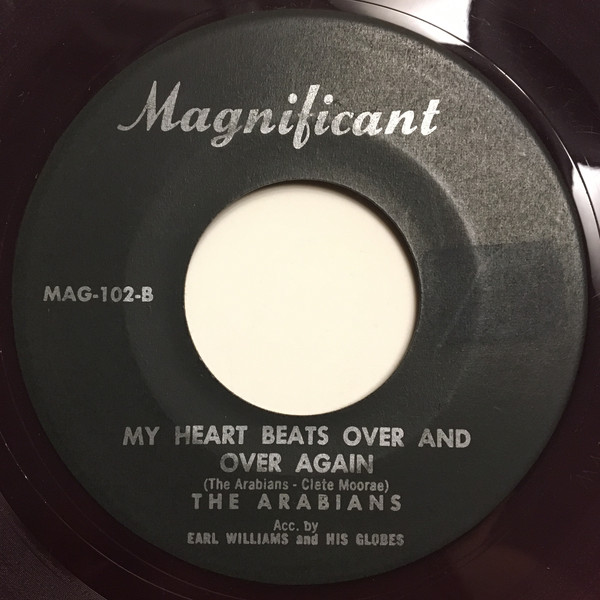 Magnificant
MAG-102-B
MY HEART BEATS OVER AND
OVER AGAIN
(The Arabians - Clete Moorae)
THE ARABIANS
Acc. by
EARL WILLIAMS and HIS GLOBES